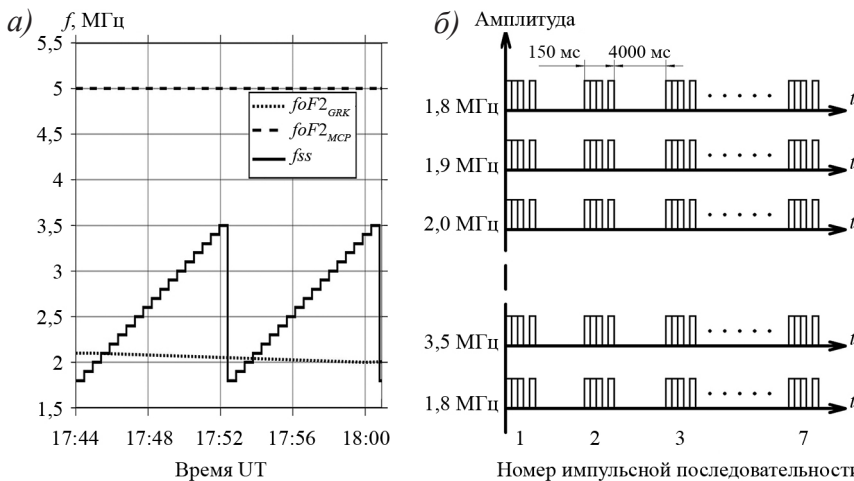 а)
f, МГц
5,5
5
4,5
4
3,5
3
2,5
2
1,5
foF2GRK
foF2MCP
fss
17:44
17:48
17:52
17:56
18:00
Время UT
б)
Амплитуда
150 мс
4000 мс
1,8 МГц
t
1,9 МГц
t
2,0 МГц
t
3,5 МГц
t
1,8 МГц
t
1
2
3
7
Номер импульсной последовательности